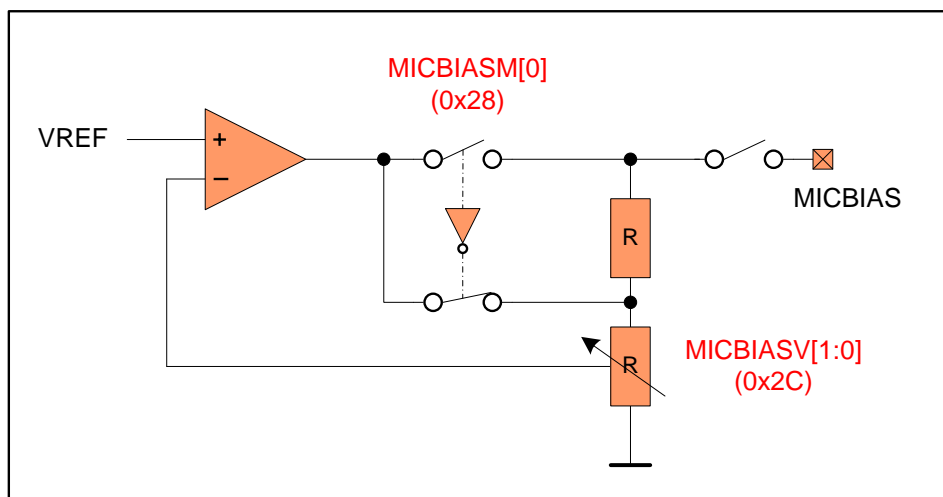 MICBIASM[0]
(0x28)
VREF
+
−
MICBIAS
R
R
MICBIASV[1:0]
(0x2C)